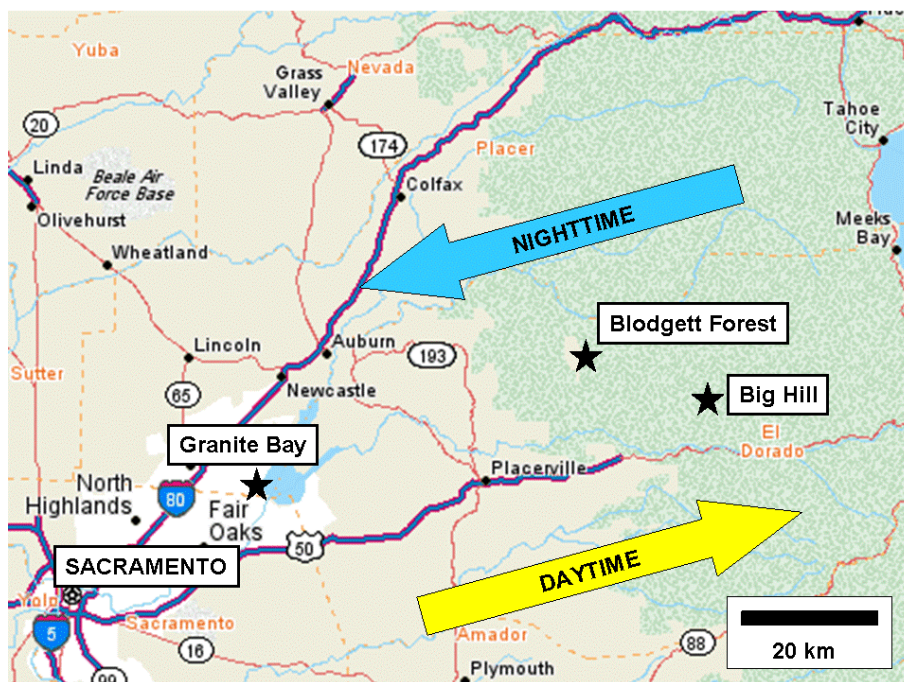 Yuba
Nevada
Grass
Valley
20
174
Placer
Tahoe
City
Linda
Beale Air
Force Base
Olivehurst
Colfax
NIGHTTIME
Meeks
Bay
Wheatland
Blodgett Forest
Lincoln
Auburn
193
Sutter
Newcastle
65
Big Hill
Granite Bay
El
Dorado
Placerville
North
Highlands
80
Fair
Oaks
50
SACRAMENTO
DAYTIME
Yolo
Sacramento
5
16
Amador
88
99
Plymouth
20 km